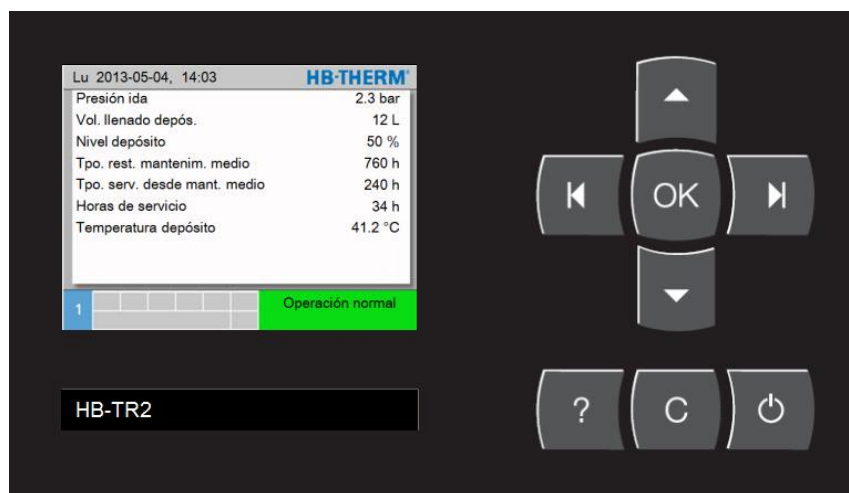 Lu 2013-05-04, 14:03 HB-THERM®
Presión ida 2.3 bar
Vol. llenado depós. 12 L
Nivel depósito 50 %
Tpo. rest. mantenim. medio 760 h
Tpo. serv. desde mant. medio 240 h
Horas de servicio 34 h
Temperatura depósito 41.2 °C
1 Operación normal
HB-TR2
OK
? C